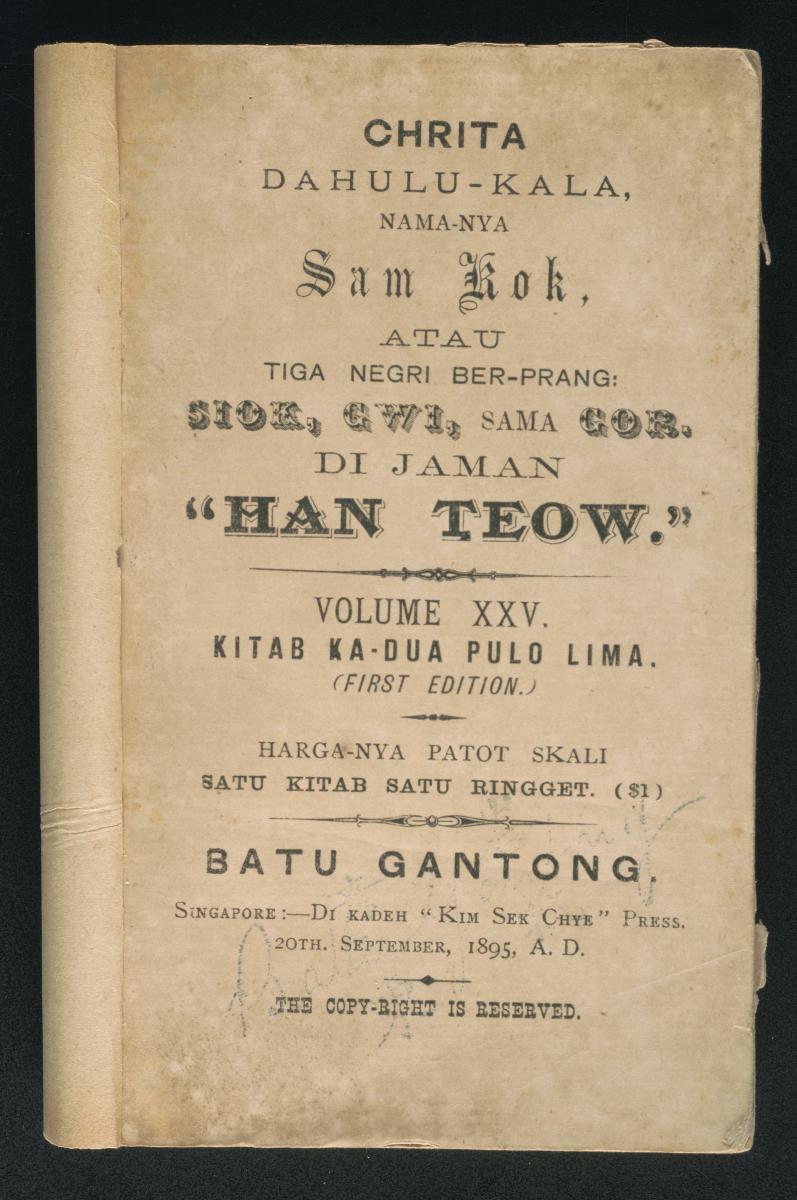 CHRITA
DAHULU-KALA,
NAMA-NYA
Sam Kok,
ATAU
TIGA NEGRI BER-PRANG:
SIOK, GWI, SAMA GOR.
DI JAMAN
“HAN TEOW.”
VOLUME XXV.
KITAB KA-DUA PULO LIMA.
(FIRST EDITION.)
HARGA-NYA PATOT SKALI
SATU KITAB SATU RINGGET. ($1)
BATU GANTONG.
SINGAPORE:—DI KADEH “KIM SEK CHYE” PRESS.
20TH. SEPTEMBER, 1895, A. D.
THE COPY-RIGHT IS RESERVED.